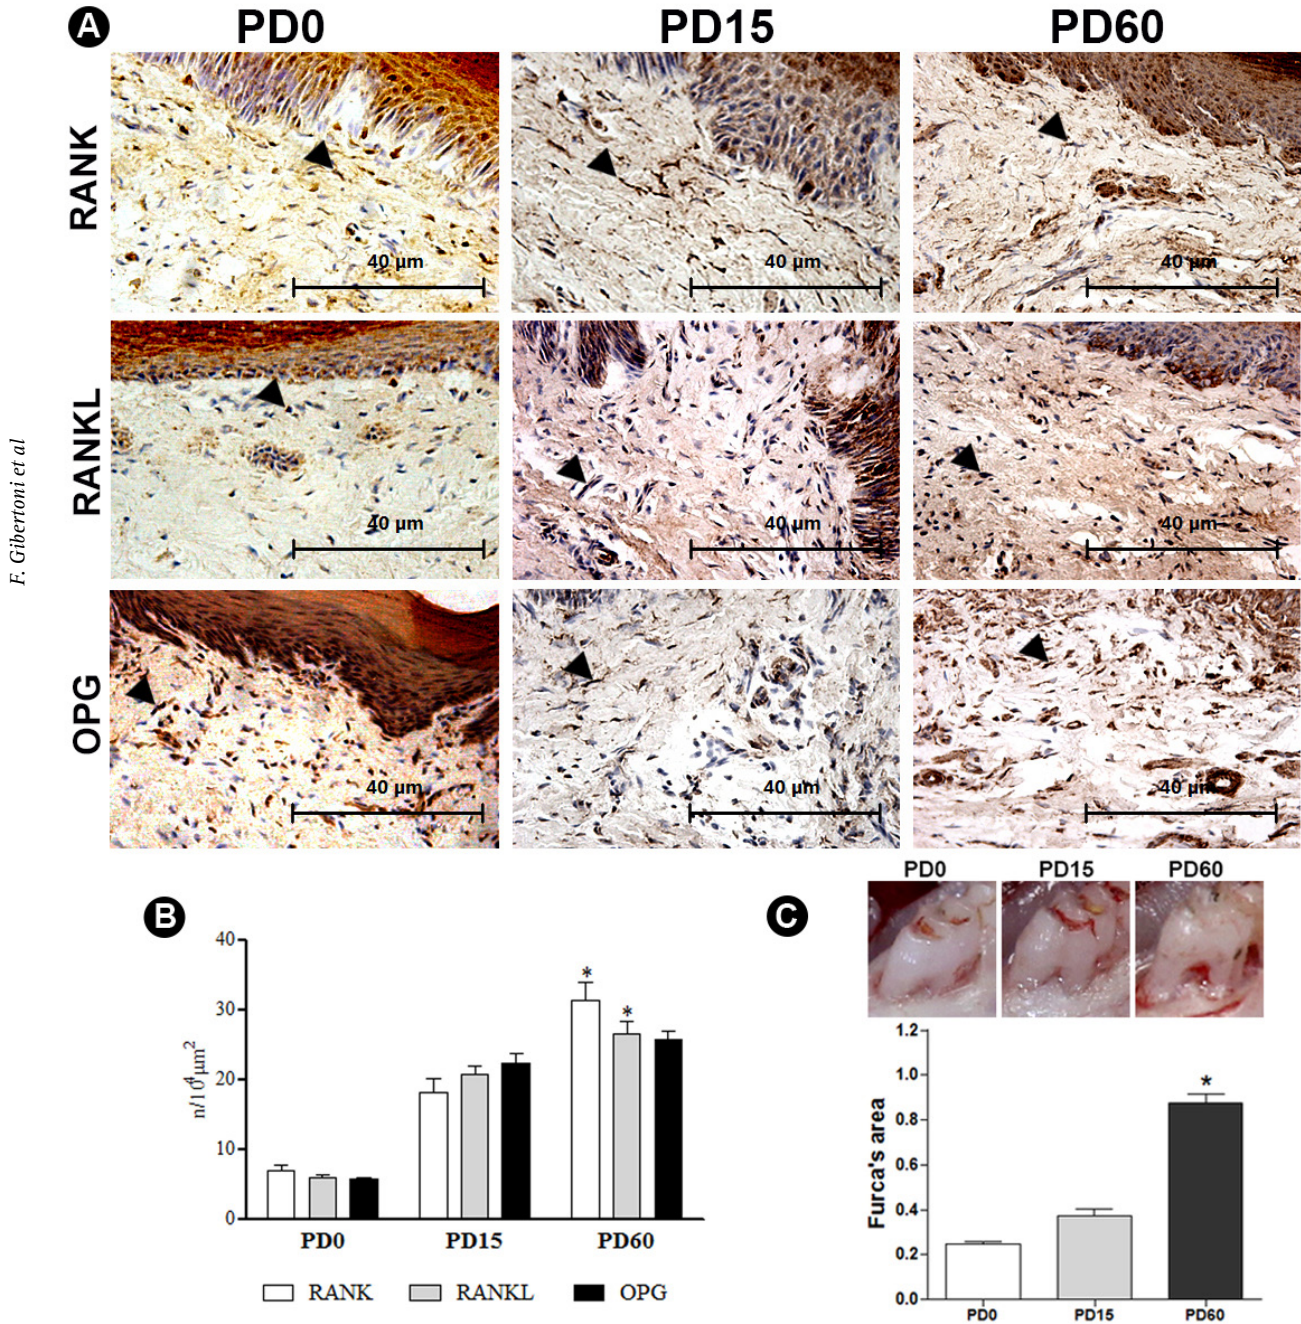 A
PD0 PD15 PD60
RANK
40 µm 40 µm 40 µm
RANKL
40 µm 40 µm 40 µm
F. Gibertoni et al
OPG
40 µm 40 µm 40 µm
B
40
30
20
10
0
n/10⁴µm²
* *
PD0 PD15 PD60
RANK RANKL OPG
C
PD0 PD15 PD60
1.2
1.0
0.8
0.6
0.4
0.2
0.0
Furca's area
*
PD0 PD15 PD60